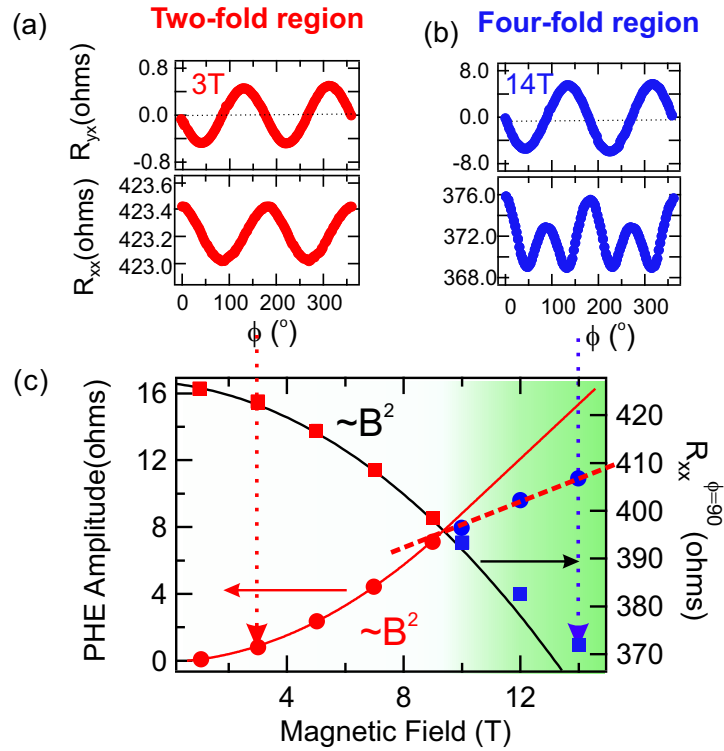 (a)
Two-fold region
3T
R_yx(ohms)
0.8
0.0
-0.8
R_xx(ohms)
423.6
423.4
423.2
423.0
0 100 200 300
ϕ (°)
(b)
Four-fold region
14T
8.0
0.0
-8.0
376.0
372.0
368.0
0 100 200 300
ϕ (°)
(c)
PHE Amplitude(ohms)
16
12
8
4
0
~B²
~B²
420
410
400
390
380
370
R_xx^ϕ=90 (ohms)
4 8 12
Magnetic Field (T)